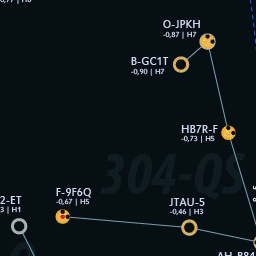 O-JPKH
-0,87 | H7
B-GC1T
-0,90 | H7
HB7R-F
-0,73 | H5
304-QS
F-9F6Q
-0,67 | H5
2-ET
3 | H1
JTAU-5
-0,46 | H3